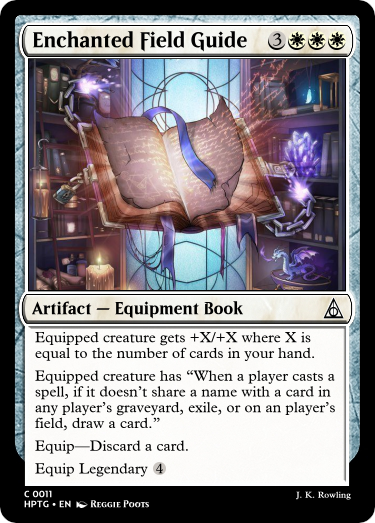 Enchanted Field Guide 3
Artifact — Equipment Book
Equipped creature gets +X/+X where X is
equal to the number of cards in your hand.
Equipped creature has “When a player casts a
spell, if it doesn't share a name with a card in
any player's graveyard, exile, or on an player's
field, draw a card.”
Equip—Discard a card.
Equip Legendary 4
C 0011
HPTG • EN Reggie Poots
J. K. Rowling